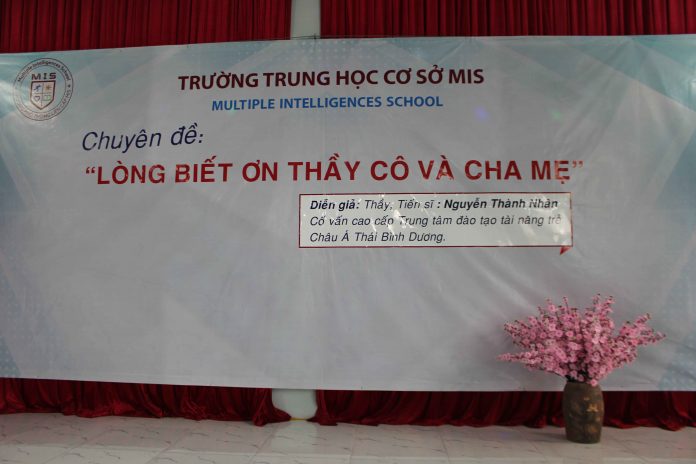 MIS
TRƯỜNG TRUNG HỌC CƠ SỞ MIS
MULTIPLE INTELLIGENCES SCHOOL
Chuyên đề:
“LÒNG BIẾT ƠN THẦY CÔ VÀ CHA MẸ”
Diễn giả: Thầy, Tiến sĩ : Nguyễn Thành Nhân
Cố vấn cao cấp Trung tâm đào tạo tài năng trẻ
Châu Á Thái Bình Dương.